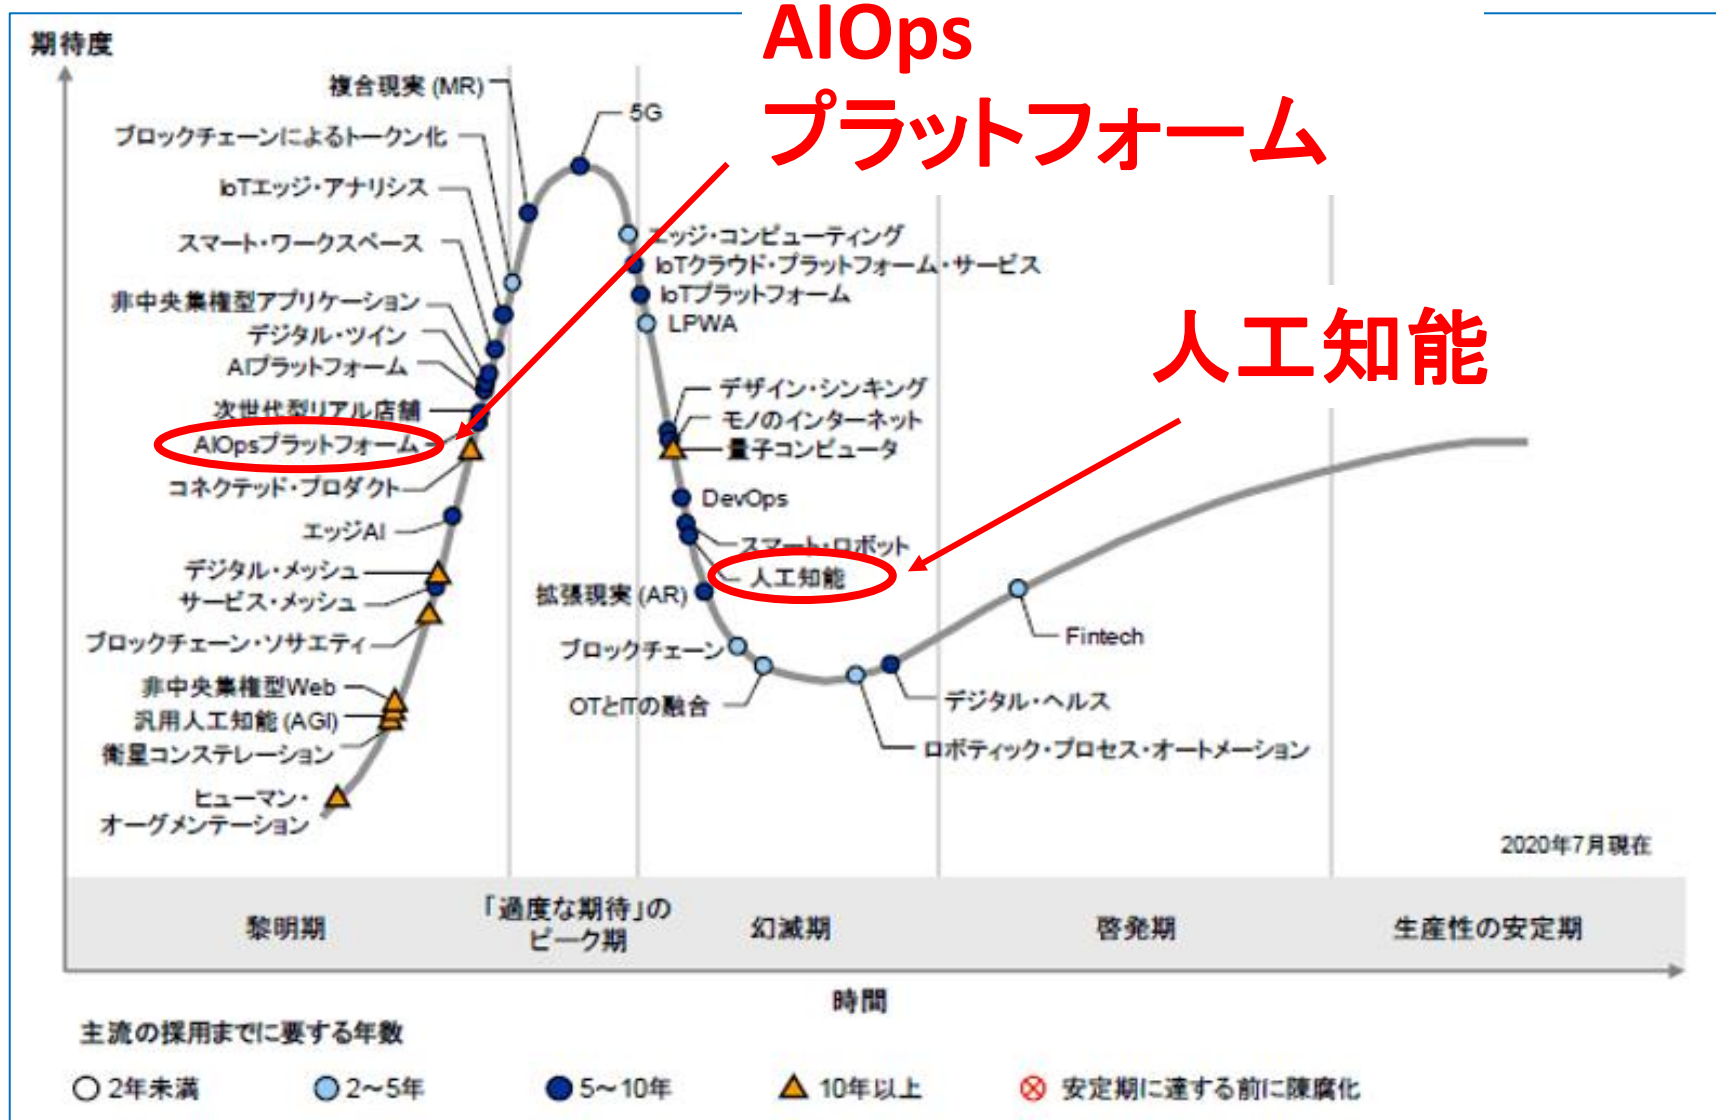 AIOps
プラットフォーム
期待度
複合現実 (MR)
5G
ブロックチェーンによるトークン化
IoTエッジ・アナリシス
スマート・ワークスペース
エッジ・コンピューティング
IoTクラウド・プラットフォーム・サービス
非中央集権型アプリケーション
IoTプラットフォーム
LPWA
デジタル・ツイン
人工知能
AIプラットフォーム
デザイン・シンキング
次世代型リアル店舗
モノのインターネット
AIOpsプラットフォーム
量子コンピュータ
コネクテッド・プロダクト
DevOps
エッジAI
スマート・ロボット
デジタル・メッシュ
人工知能
サービス・メッシュ
拡張現実 (AR)
ブロックチェーン・ソサエティ
ブロックチェーン
Fintech
非中央集権型Web
汎用人工知能 (AGI)
OTとITの融合
デジタル・ヘルス
衛星コンステレーション
ロボティック・プロセス・オートメーション
ヒューマン・
オーグメンテーション
2020年7月現在
黎明期
「過度な期待」の
ピーク期
幻滅期
啓発期
生産性の安定期
時間
主流の採用までに要する年数
2年未満
2～5年
5～10年
10年以上
安定期に達する前に陳腐化